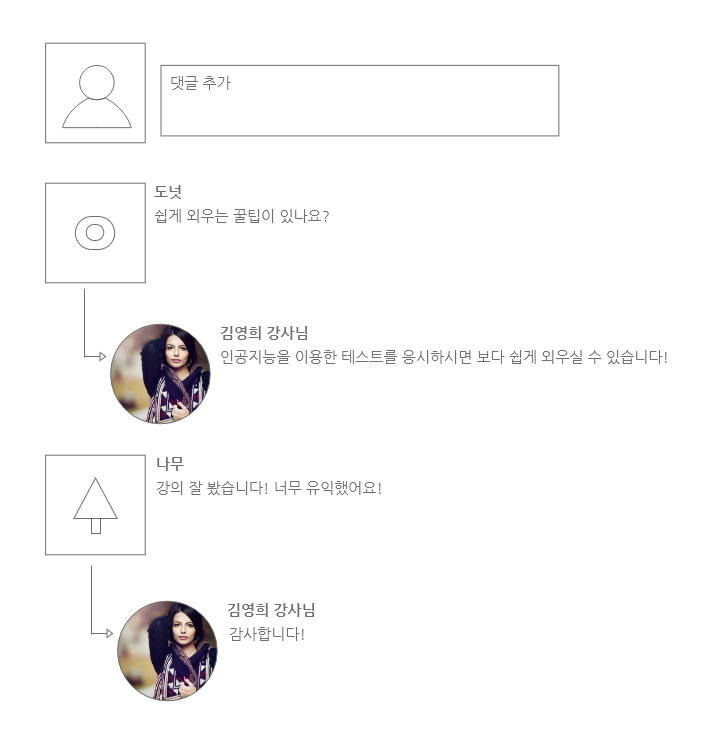 댓글 추가
도넛
쉽게 외우는 꿀팁이 있나요?
김영희 강사님
인공지능을 이용한 테스트를 응시하시면 보다 쉽게 외우실 수 있습니다!
나무
강의 잘 봤습니다! 너무 유익했어요!
김영희 강사님
감사합니다!